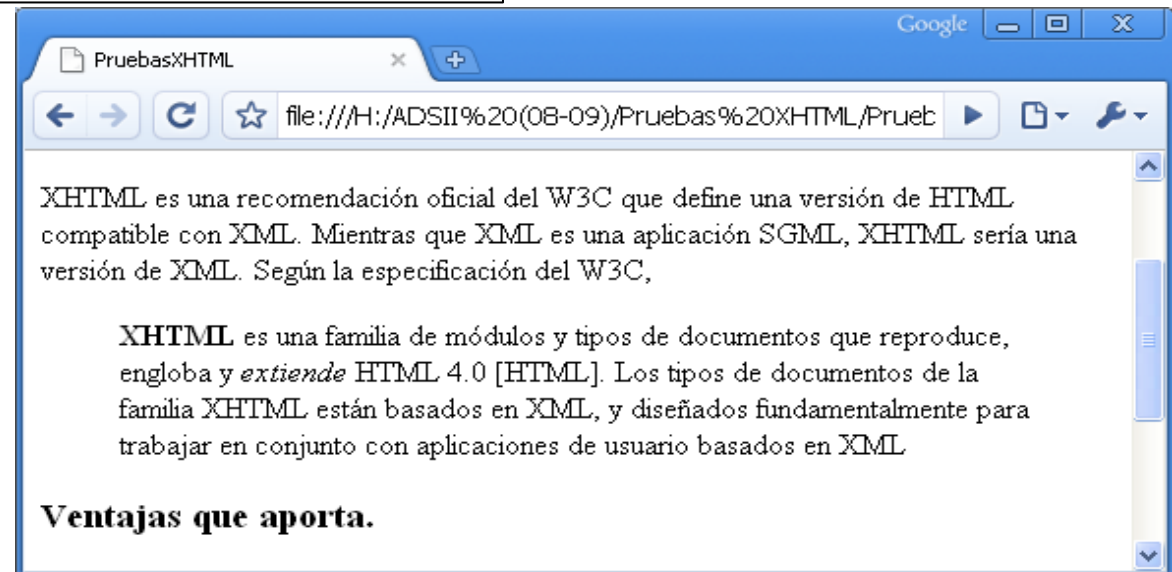 Google
PruebasXHTML
file:///H:/ADSII%20(08-09)/Pruebas%20XHTML/Prueb
XHTML es una recomendación oficial del W3C que define una versión de HTML
compatible con XML. Mientras que XML es una aplicación SGML, XHTML sería una
versión de XML. Según la especificación del W3C,
XHTML es una familia de módulos y tipos de documentos que reproduce,
engloba y extiende HTML 4.0 [HTML]. Los tipos de documentos de la
familia XHTML están basados en XML, y diseñados fundamentalmente para
trabajar en conjunto con aplicaciones de usuario basados en XML
Ventajas que aporta.